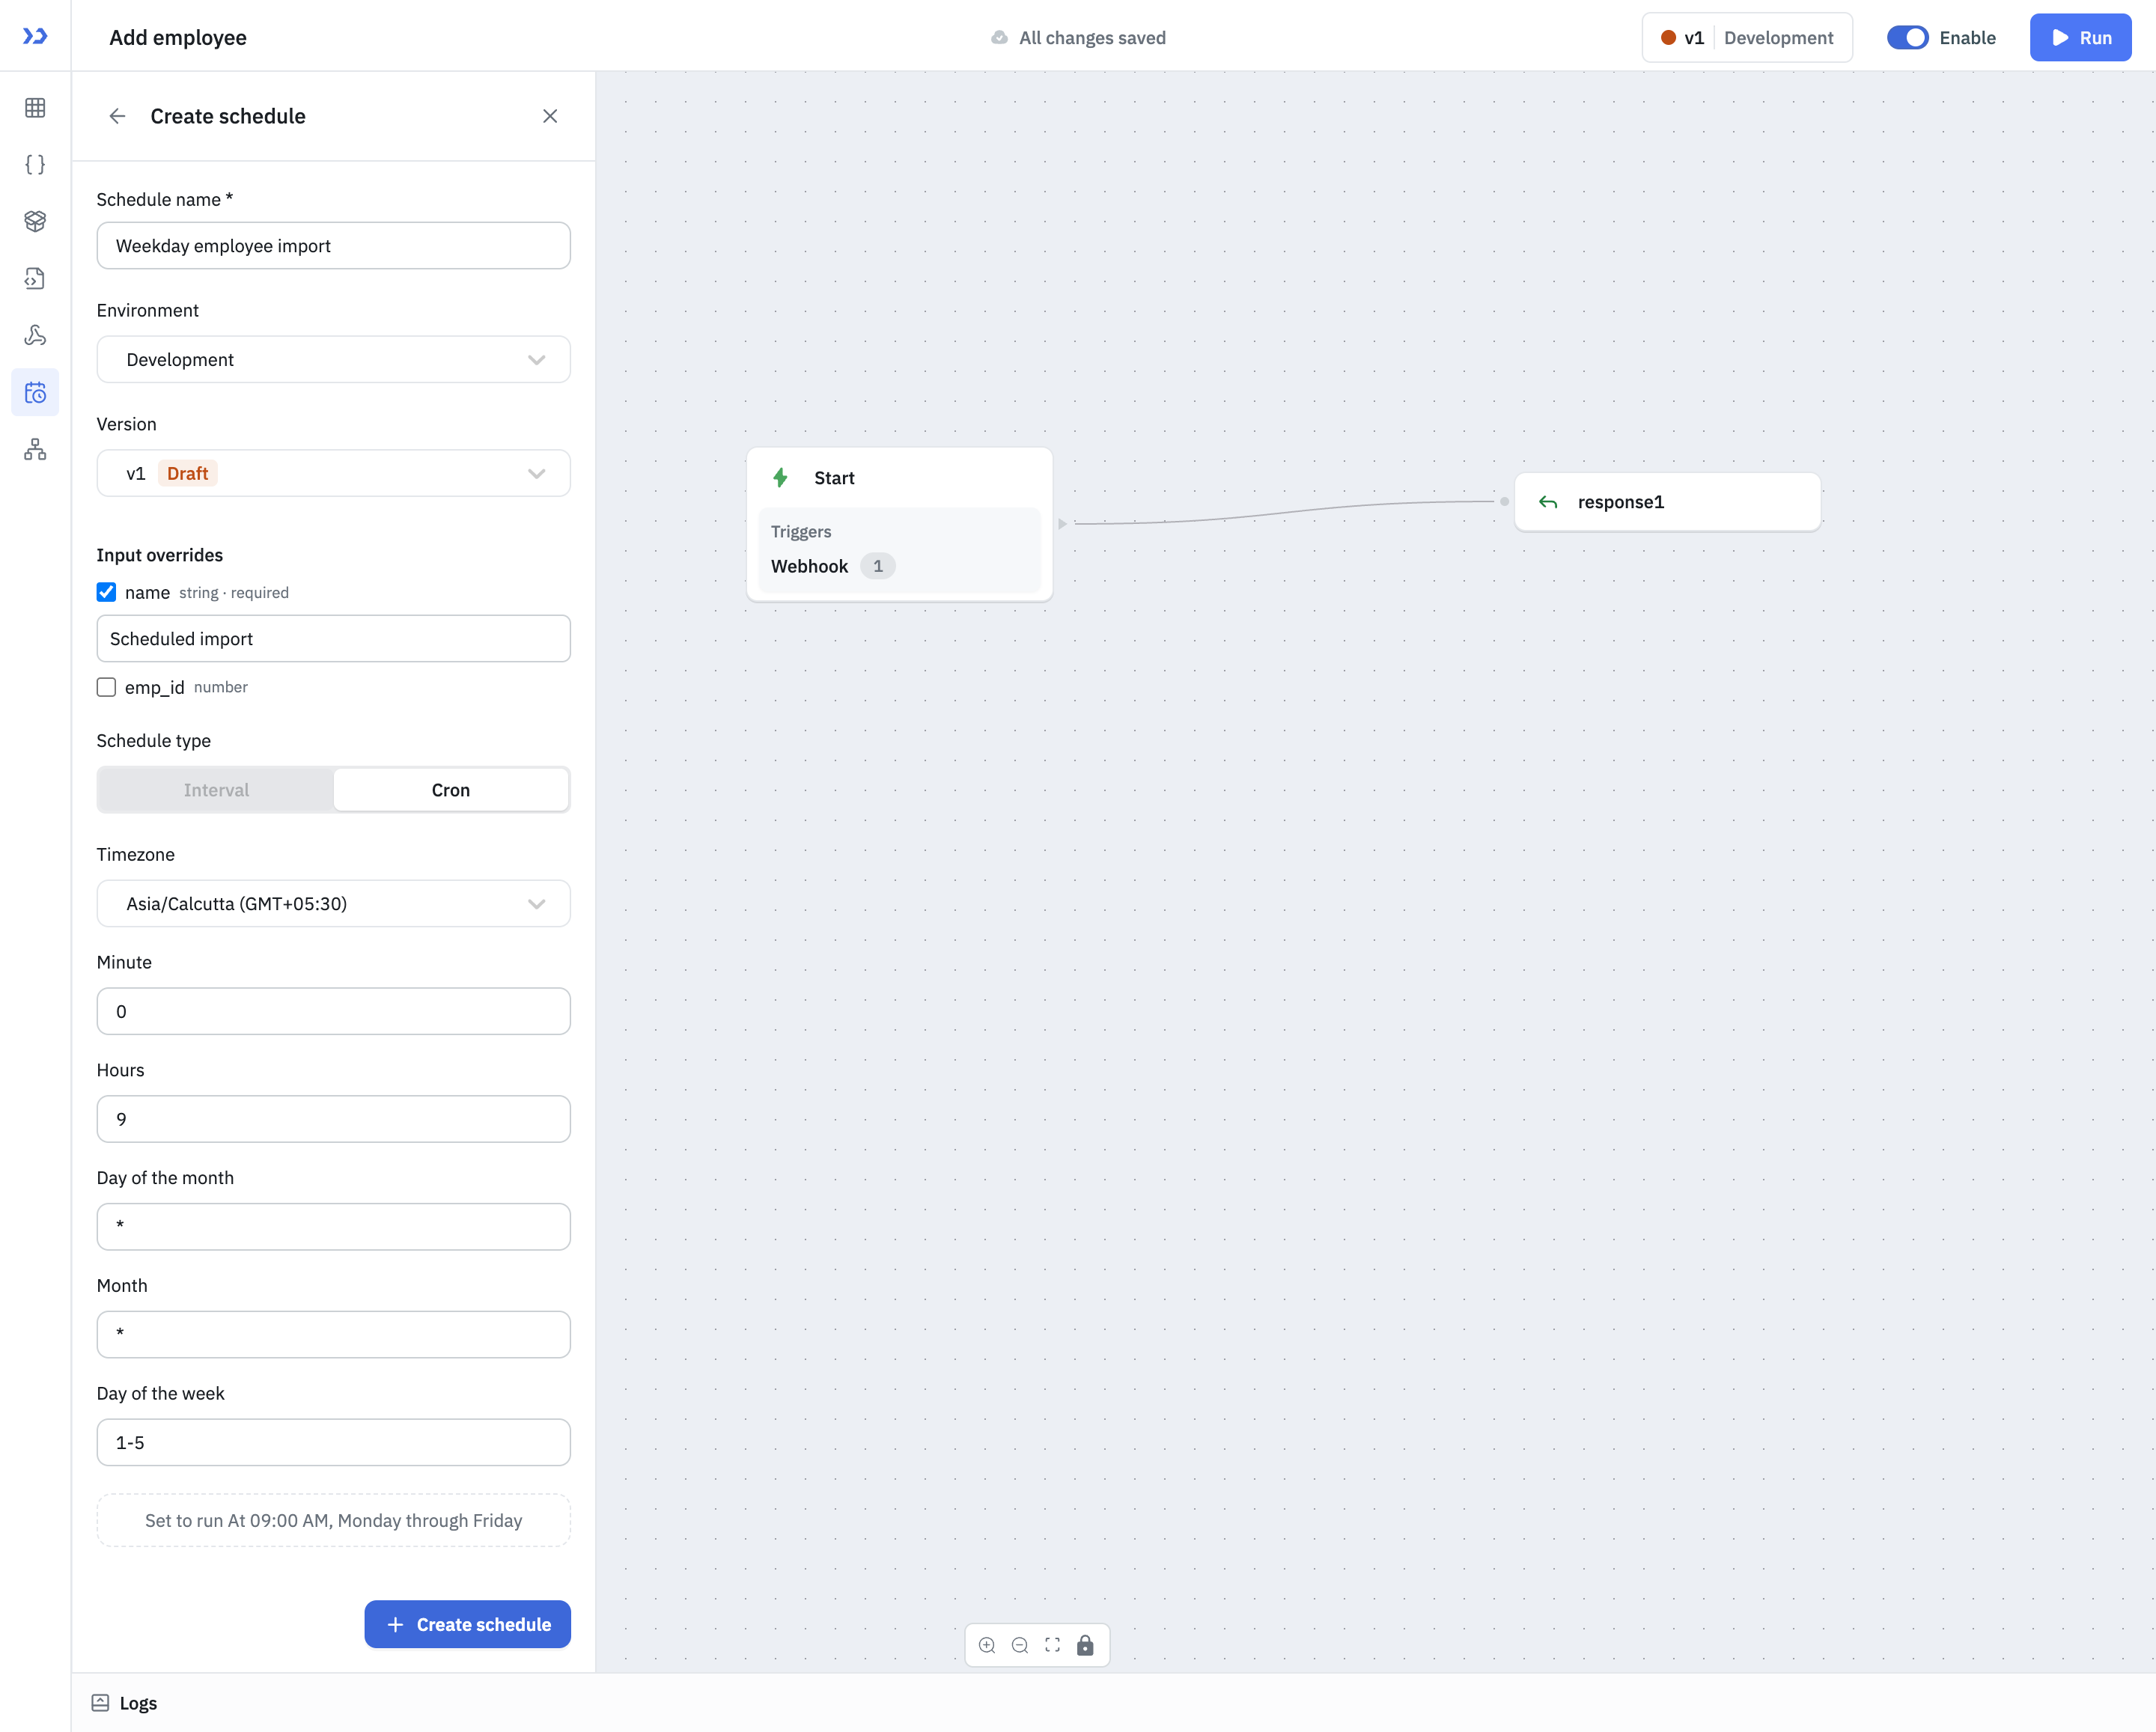 Add employee
All changes saved
v1 Development
Enable
Run
Create schedule
Schedule name *
Weekday employee import
Environment
Development
Version
v1 Draft
Input overrides
name string · required
Scheduled import
emp_id number
Schedule type
Interval Cron
Timezone
Asia/Calcutta (GMT+05:30)
Minute
0
Hours
9
Day of the month
*
Month
*
Day of the week
1-5
Set to run At 09:00 AM, Monday through Friday
Create schedule
Start
Triggers
Webhook 1
response1
Logs